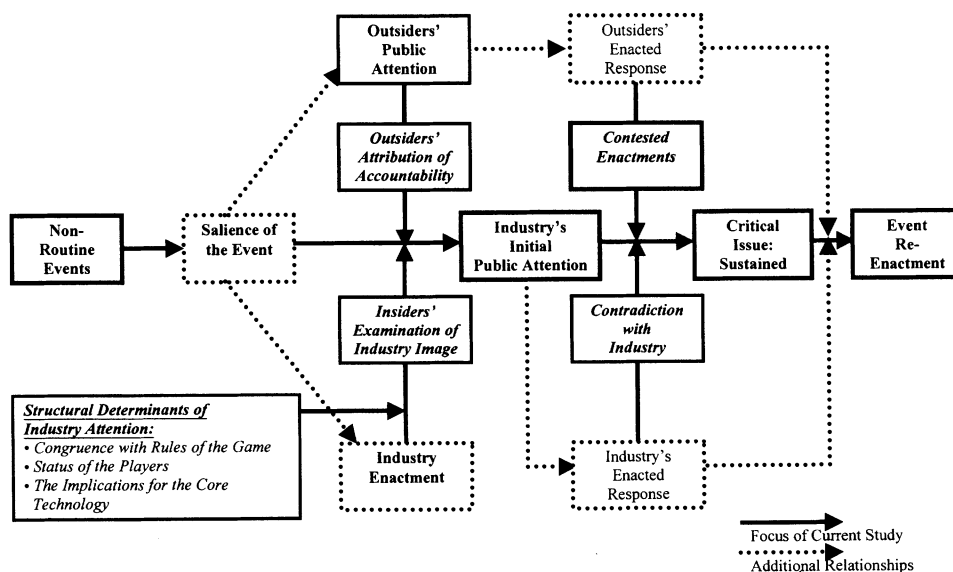 Outsiders'
Public
Attention
Outsiders'
Enacted
Response
Outsiders'
Attribution of
Accountability
Contested
Enactments
Non-
Routine
Events
Salience of
the Event
Industry's
Initial
Public Attention
Critical
Issue:
Sustained
Event
Re-
Enactment
Insiders'
Examination of
Industry Image
Contradiction
with
Industry
Structural Determinants of
Industry Attention:
• Congruence with Rules of the Game
• Status of the Players
• The Implications for the Core
Technology
Industry
Enactment
Industry's
Enacted
Response
Focus of Current Study
Additional Relationships